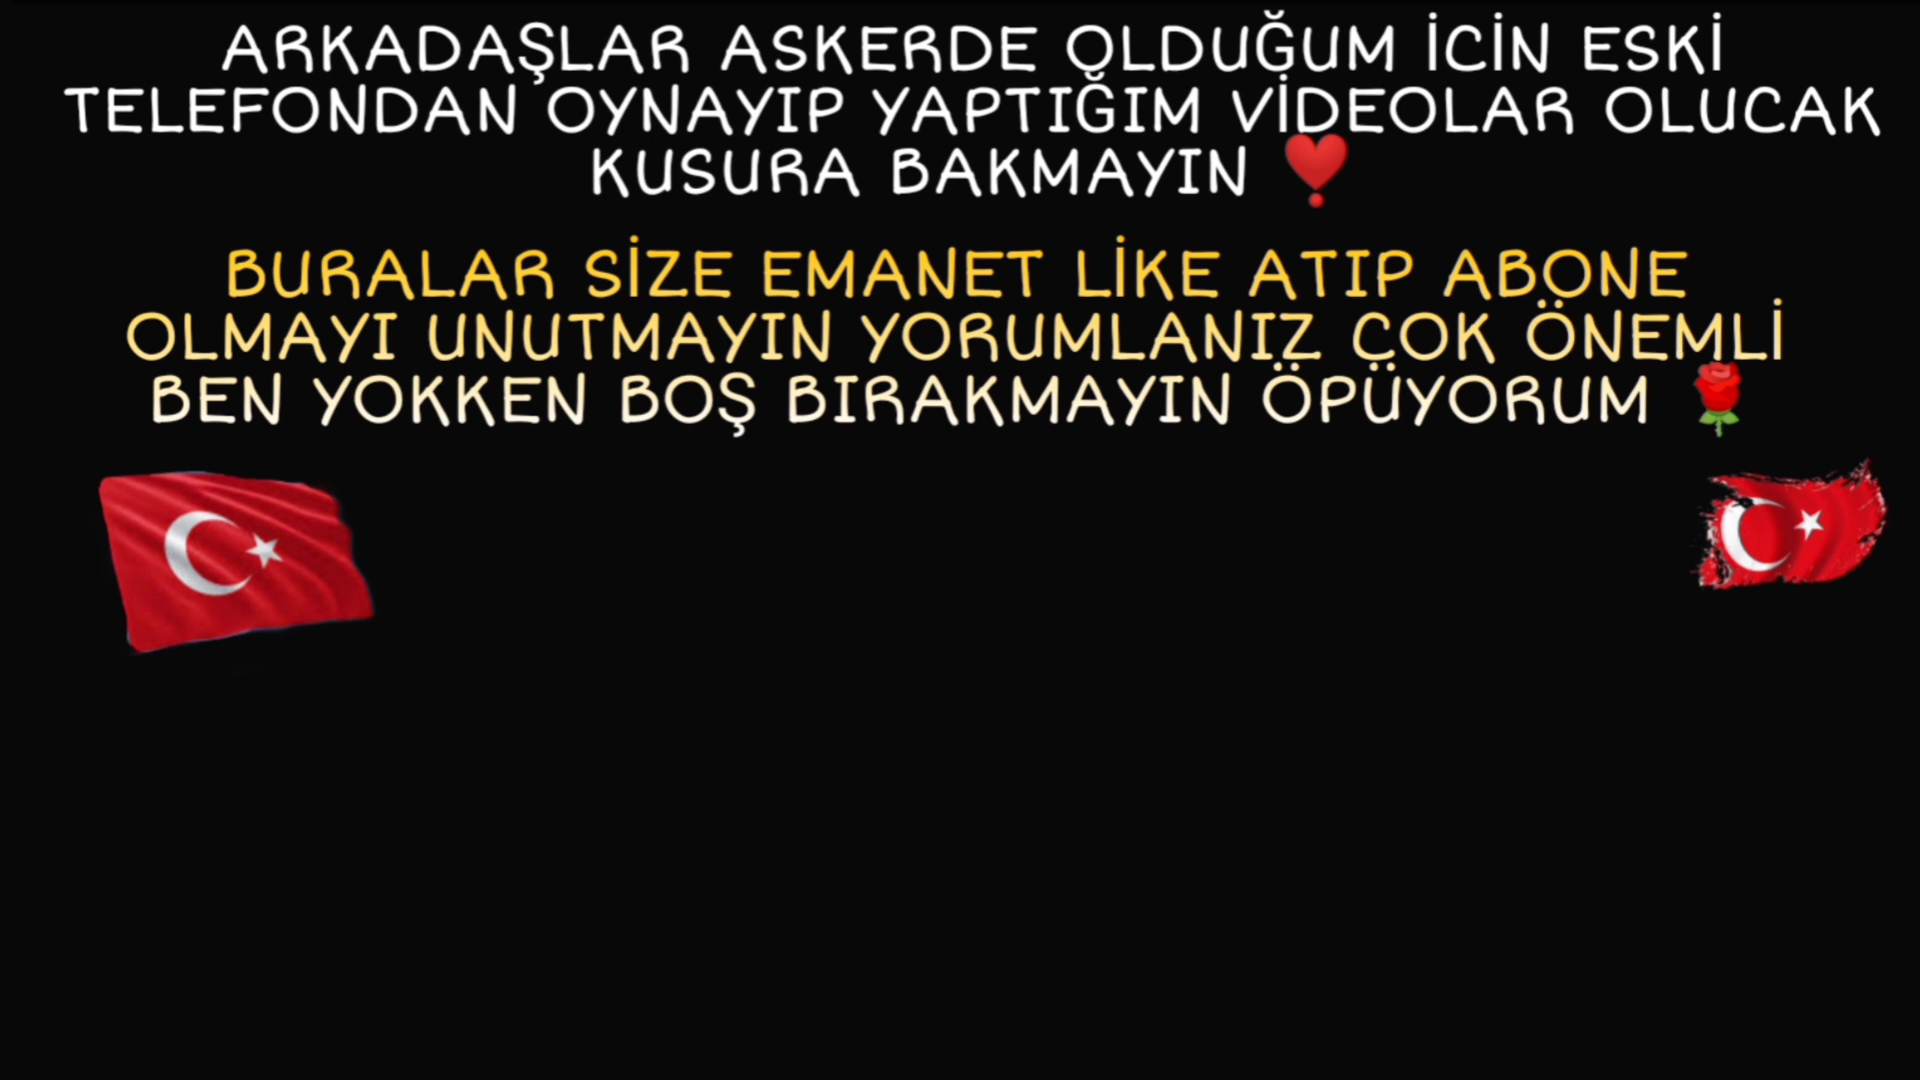 ARKADAŞLAR ASKERDE OLDUĞUM İCİN ESKİ
TELEFONDAN OYNAYIP YAPTIĞIM VİDEOLAR OLUCAK
KUSURA BAKMAYIN ❣️
BURALAR SİZE EMANET LİKE ATIP ABONE
OLMAYI UNUTMAYIN YORUMLANIZ COK ÖNEMLİ
BEN YOKKEN BOŞ BIRAKMAYIN ÖPÜYORUM 🌹